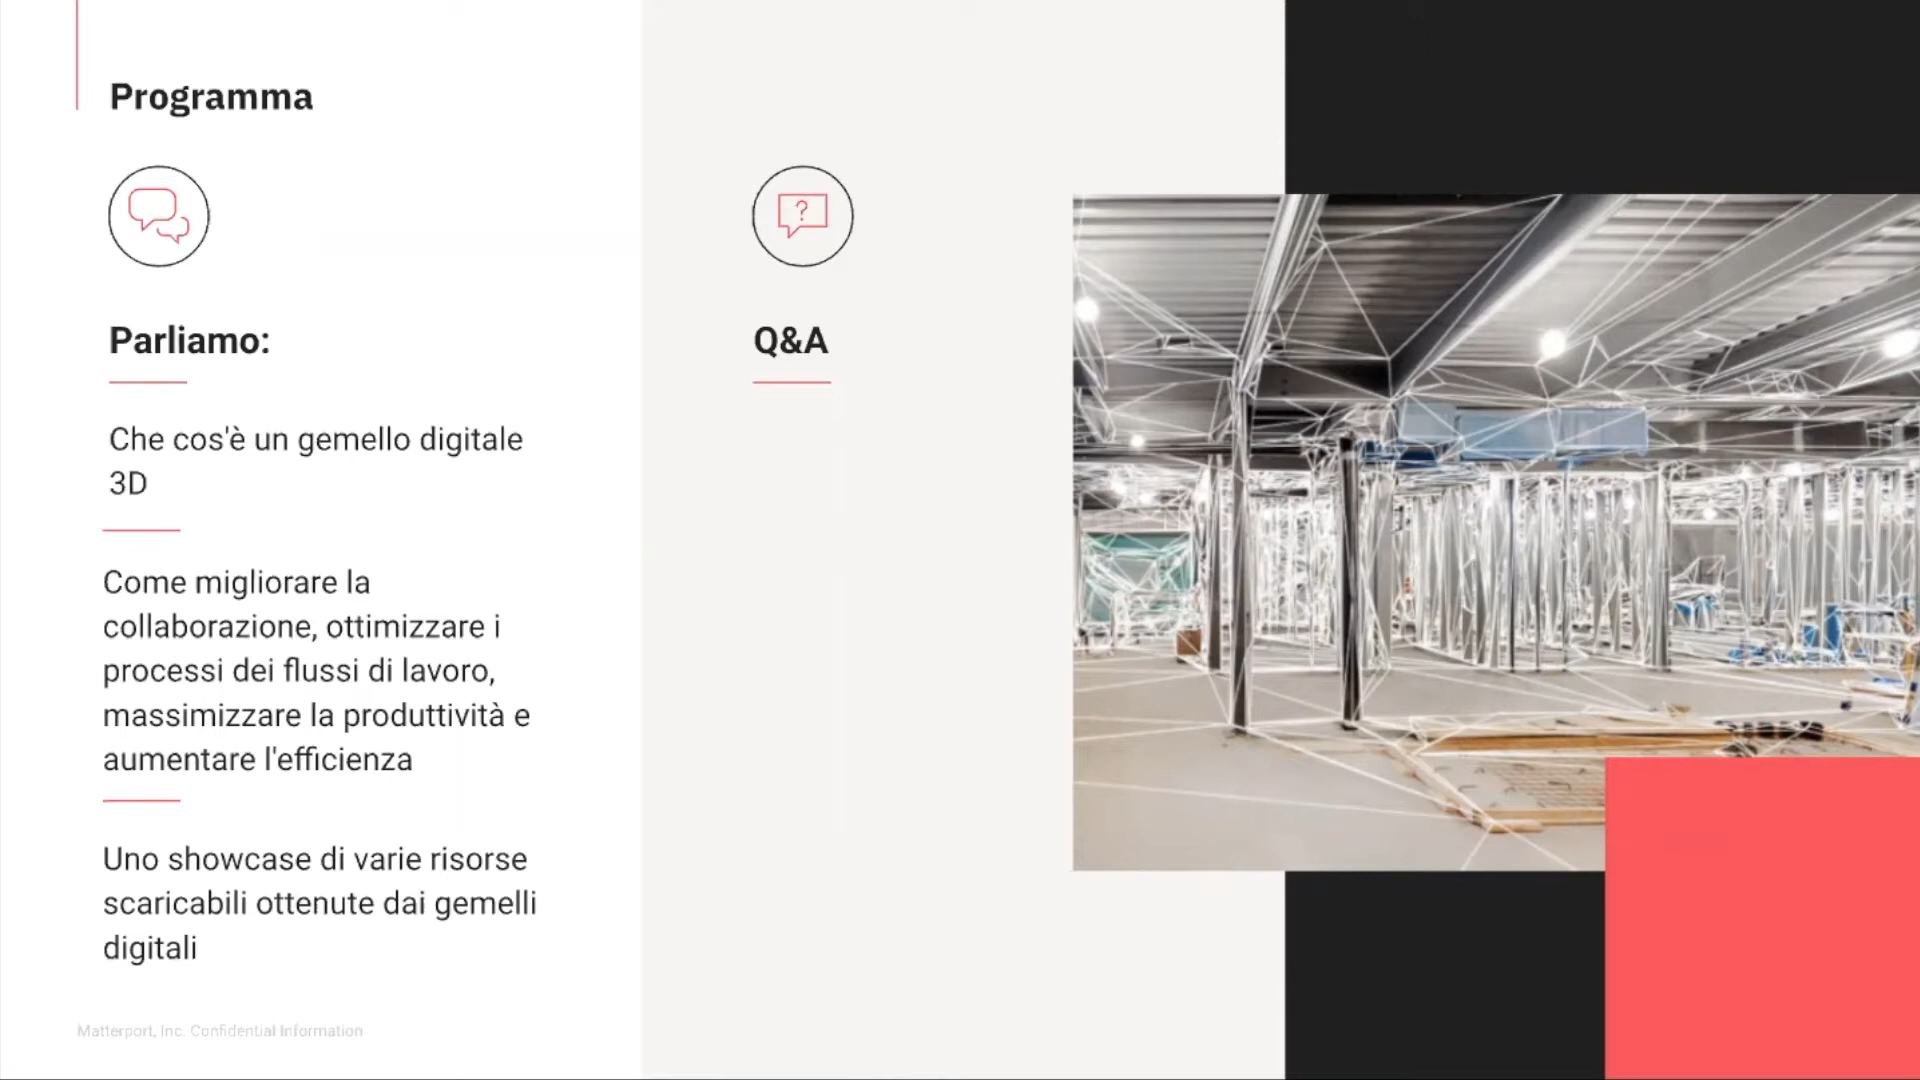 Programma
Parliamo:
Che cos'è un gemello digitale
3D
Come migliorare la
collaborazione, ottimizzare i
processi dei flussi di lavoro,
massimizzare la produttività e
aumentare l'efficienza
Uno showcase di varie risorse
scaricabili ottenute dai gemelli
digitali
?
Q&A
Matterport, Inc. Confidential Information